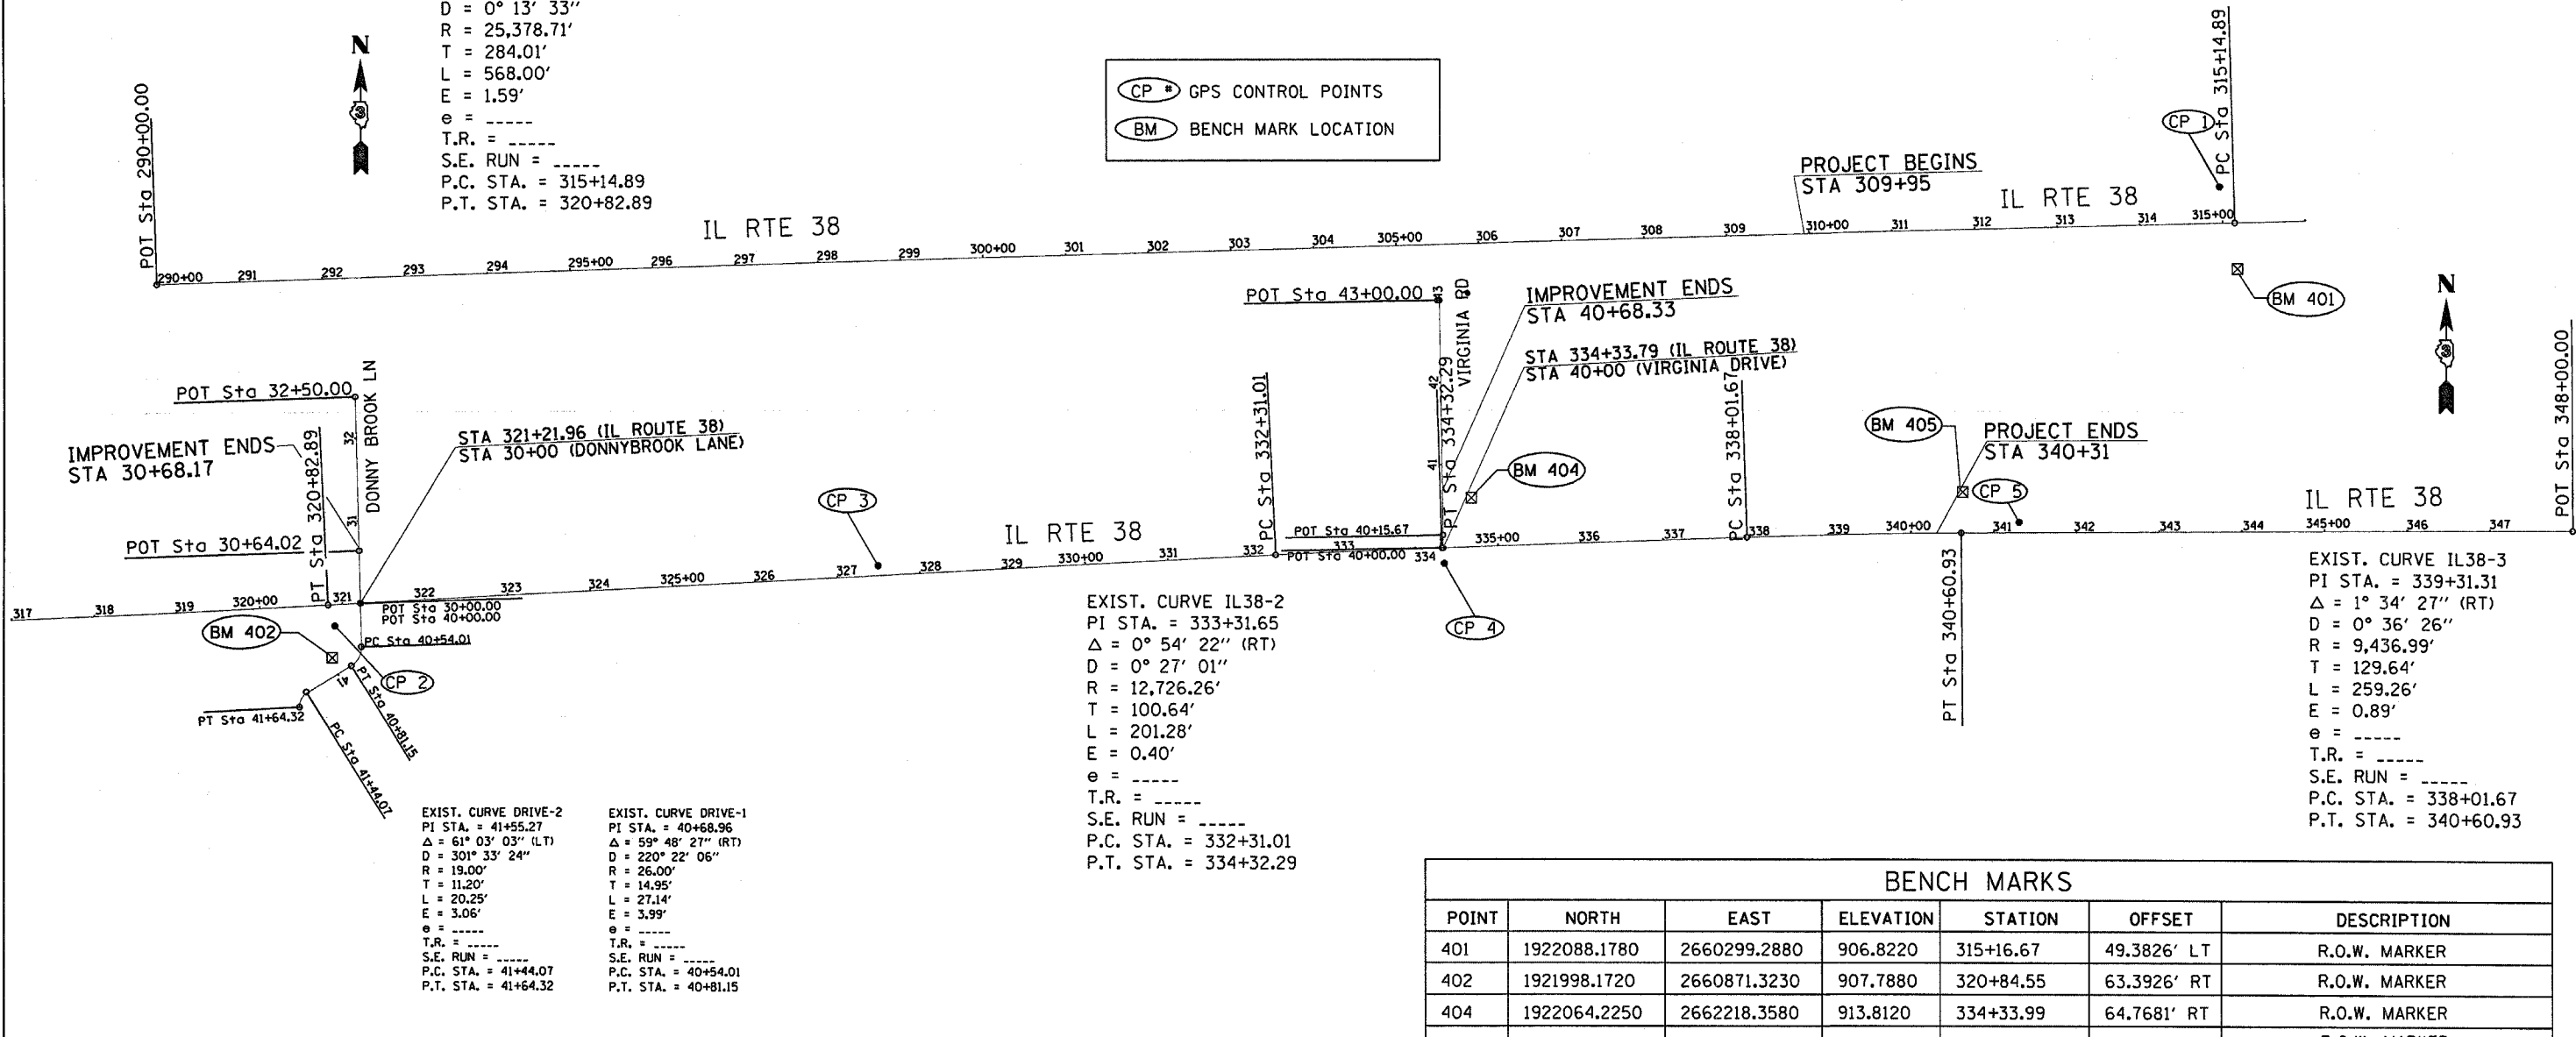 D = 0° 13' 33"
R = 25,378.71'
T = 284.01'
L = 568.00'
E = 1.59'
e = _____
T.R. = _____
S.E. RUN = _____
P.C. STA. = 315+14.89
P.T. STA. = 320+82.89
N
3
POT Sta 290+00.00
CP # GPS CONTROL POINTS
BM BENCH MARK LOCATION
PC Sta 315+14.89
CP 1
PROJECT BEGINS
STA 309+95
IL RTE 38
IL RTE 38
290+00 291 292 293 294 295+00 296 297 298 299 300+00 301 302 303 304 305+00 306 307 308 309 310+00 311 312 313 314 315+00
BM 401
N
3
POT Sta 43+00.00
43
42
41
VIRGINIA RD
IMPROVEMENT ENDS
STA 40+68.33
STA 334+33.79 (IL ROUTE 38)
STA 40+00 (VIRGINIA DRIVE)
POT Sta 32+50.00
DONNY BROOK LN
32
31
IMPROVEMENT ENDS
STA 30+68.17
PT Sta 320+82.89
STA 321+21.96 (IL ROUTE 38)
STA 30+00 (DONNYBROOK LANE)
POT Sta 30+64.02
CP 3
IL RTE 38
PC Sta 332+31.01
PT Sta 334+32.29
POT Sta 40+15.67
POT Sta 40+00.00
BM 404
PC Sta 338+01.67
BM 405
PROJECT ENDS
STA 340+31
CP 5
IL RTE 38
POT Sta 348+00.00
317 318 319 320+00 321 322 323 324 325+00 326 327 328 329 330+00 331 332 333 334 335+00 336 337 338 339 340+00 341 342 343 344 345+00 346 347
POT Sta 30+00.00
POT Sta 40+00.00
BM 402
PC Sta 40+54.01
CP 2
41
PT Sta 40+81.15
PT Sta 41+64.32
PC Sta 41+44.07
CP 4
PT Sta 340+60.93
EXIST. CURVE IL38-2
PI STA. = 333+31.65
Δ = 0° 54' 22" (RT)
D = 0° 27' 01"
R = 12,726.26'
T = 100.64'
L = 201.28'
E = 0.40'
e = _____
T.R. = _____
S.E. RUN = _____
P.C. STA. = 332+31.01
P.T. STA. = 334+32.29
EXIST. CURVE IL38-3
PI STA. = 339+31.31
Δ = 1° 34' 27" (RT)
D = 0° 36' 26"
R = 9,436.99'
T = 129.64'
L = 259.26'
E = 0.89'
e = _____
T.R. = _____
S.E. RUN = _____
P.C. STA. = 338+01.67
P.T. STA. = 340+60.93
EXIST. CURVE DRIVE-2
PI STA. = 41+55.27
Δ = 61° 03' 03" (LT)
D = 301° 33' 24"
R = 19.00'
T = 11.20'
L = 20.25'
E = 3.06'
e = _____
T.R. = _____
S.E. RUN = _____
P.C. STA. = 41+44.07
P.T. STA. = 41+64.32
EXIST. CURVE DRIVE-1
PI STA. = 40+68.96
Δ = 59° 48' 27" (RT)
D = 220° 22' 06"
R = 26.00'
T = 14.95'
L = 27.14'
E = 3.99'
e = _____
T.R. = _____
S.E. RUN = _____
P.C. STA. = 40+54.01
P.T. STA. = 40+81.15
BENCH MARKS
POINT NORTH EAST ELEVATION STATION OFFSET DESCRIPTION
401 1922088.1780 2660299.2880 906.8220 315+16.67 49.3826' LT R.O.W. MARKER
402 1921998.1720 2660871.3230 907.7880 320+84.55 63.3926' RT R.O.W. MARKER
404 1922064.2250 2662218.3580 913.8120 334+33.99 64.7681' RT R.O.W. MARKER